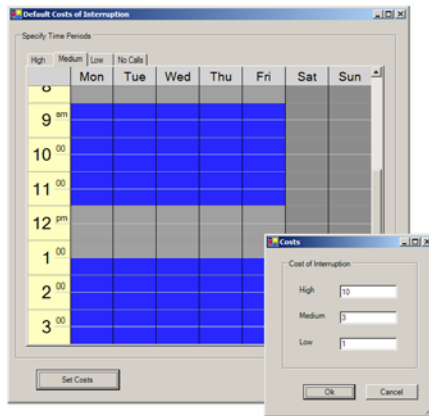 Default Costs of Interruption
Specify Time Periods
High Medium Low No Calls
Mon Tue Wed Thu Fri Sat Sun
8
9 am
10 00
11 00
12 pm
1 00
2 00
3 00
Set Costs
Costs
Cost of Interruption
High 10
Medium 3
Low 1
Ok Cancel